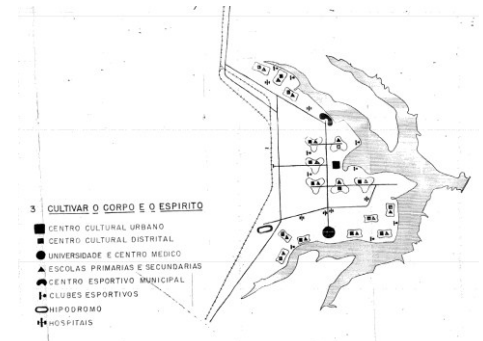 3 CULTIVAR O CORPO E O ESPIRITO
CENTRO CULTURAL URBANO
CENTRO CULTURAL DISTRITAL
UNIVERSIDADE E CENTRO MEDICO
ESCOLAS PRIMARIAS E SECUNDARIAS
CENTRO ESPORTIVO MUNICIPAL
CLUBES ESPORTIVOS
HIPODROMO
HOSPITAIS